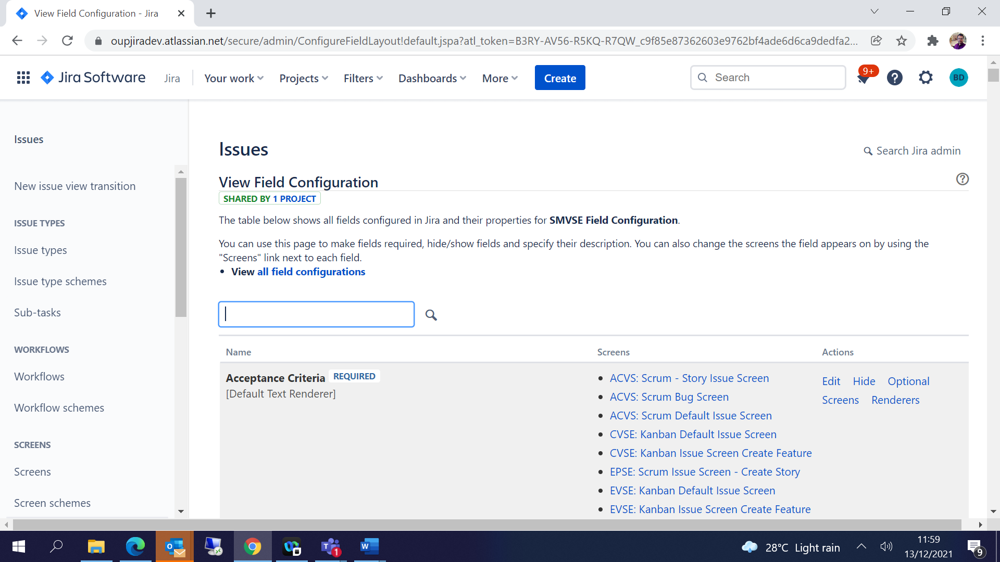 View Field Configuration - Jira
oupjiradev.atlassian.net/secure/admin/ConfigureFieldLayout!default.jspa?atl_token=B3RY-AV56-R5KQ-R7QW_c9f85e87362603e9762bf4ade6d6ca9dedfa2...
Jira Software
Jira
Your work
Projects
Filters
Dashboards
More
Create
Search
9+
BD
Issues
New issue view transition
ISSUE TYPES
Issue types
Issue type schemes
Sub-tasks
WORKFLOWS
Workflows
Workflow schemes
SCREENS
Screens
Screen schemes
Issues
Search Jira admin
View Field Configuration
SHARED BY 1 PROJECT
The table below shows all fields configured in Jira and their properties for SMVSE Field Configuration.
You can use this page to make fields required, hide/show fields and specify their description. You can also change the screens the field appears on by using the
"Screens" link next to each field.
• View all field configurations
Name Screens Actions
Acceptance Criteria REQUIRED
[Default Text Renderer]
• ACVS: Scrum - Story Issue Screen
• ACVS: Scrum Bug Screen
• ACVS: Scrum Default Issue Screen
• CVSE: Kanban Default Issue Screen
• CVSE: Kanban Issue Screen Create Feature
• EPSE: Scrum Issue Screen - Create Story
• EVSE: Kanban Default Issue Screen
• EVSE: Kanban Issue Screen Create Feature
Edit Hide Optional
Screens Renderers
28°C Light rain
11:59
13/12/2021
9